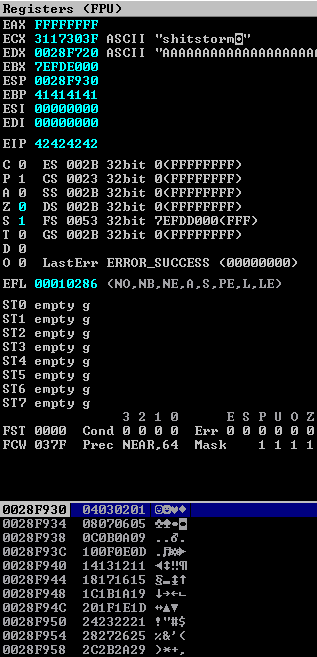 Registers (FPU)
EAX FFFFFFFF
ECX 3117303F ASCII "shitstorm◙"
EDX 0028F720 ASCII "AAAAAAAAAAAAAAAAAAAA
EBX 7EFDE000
ESP 0028F930
EBP 41414141
ESI 00000000
EDI 00000000
EIP 42424242
C 0 ES 002B 32bit 0(FFFFFFFF)
P 1 CS 0023 32bit 0(FFFFFFFF)
A 0 SS 002B 32bit 0(FFFFFFFF)
Z 0 DS 002B 32bit 0(FFFFFFFF)
S 1 FS 0053 32bit 7EFDD000(FFF)
T 0 GS 002B 32bit 0(FFFFFFFF)
D 0
O 0 LastErr ERROR_SUCCESS (00000000)
EFL 00010286 (NO,NB,NE,A,S,PE,L,LE)
ST0 empty g
ST1 empty g
ST2 empty g
ST3 empty g
ST4 empty g
ST5 empty g
ST6 empty g
ST7 empty g
3 2 1 0 E S P U O Z
FST 0000 Cond 0 0 0 0 Err 0 0 0 0 0 0
FCW 037F Prec NEAR,64 Mask 1 1 1 1
0028F930 04030201 ☺☻♥♦
0028F934 08070605 ♣♠•◘
0028F938 0C0B0A09 ..♂.
0028F93C 100F0E0D .♫☼►
0028F940 14131211 ◄↕‼¶
0028F944 18171615 §▬↨↑
0028F948 1C1B1A19 ↓→←∟
0028F94C 201F1E1D ↔▲▼
0028F950 24232221 !"#$
0028F954 28272625 %&'(
0028F958 2C2B2A29 )*+,